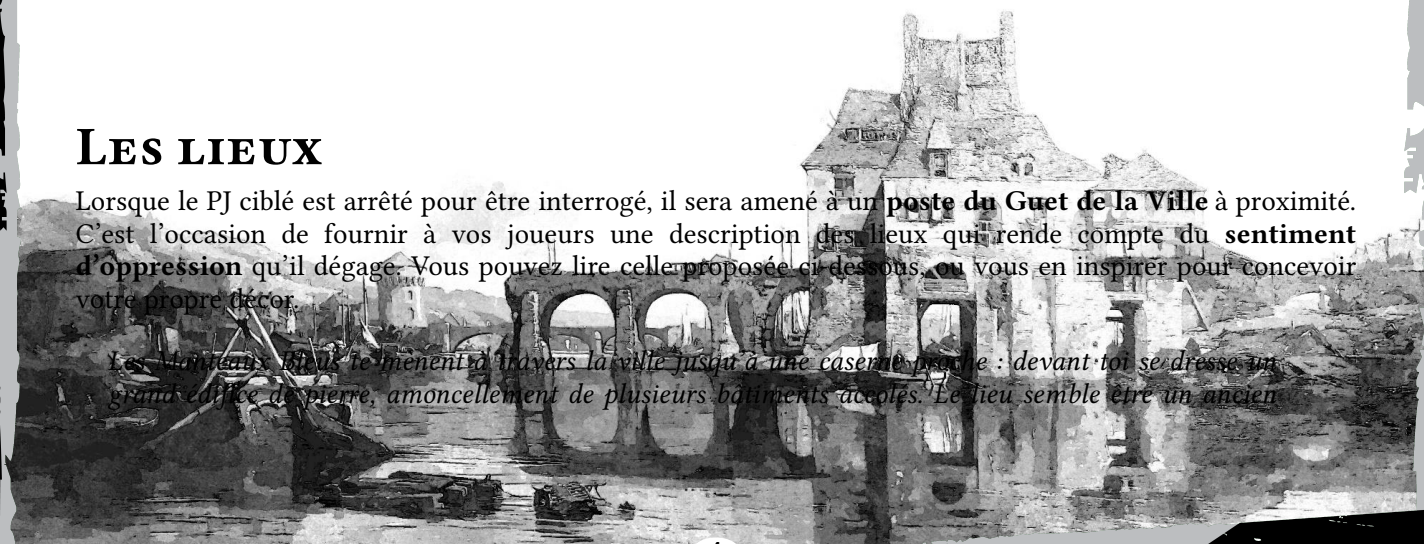 Les lieux
Lorsque le PJ ciblé est arrêté pour être interrogé, il sera amené à un poste du Guet de la Ville à proximité.
C’est l’occasion de fournir à vos joueurs une description des lieux qui rende compte du sentiment
d’oppression qu’il dégage. Vous pouvez lire celle proposée ci-dessous, ou vous en inspirer pour concevoir
votre propre décor.
Les Manteaux Bleus te mènent à travers la ville jusqu’à une caserne proche : devant toi se dresse un
grand édifice de pierre, amoncellement de plusieurs bâtiments accolés. Le lieu semble être un ancien